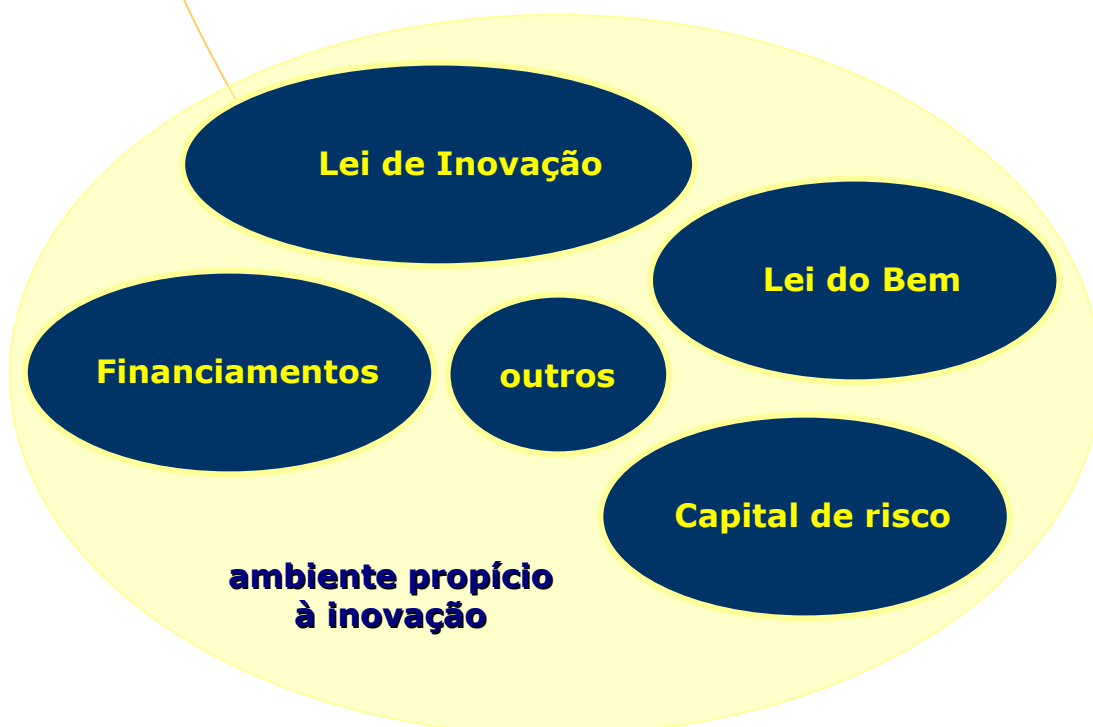 Lei de Inovação
Lei do Bem
Financiamentos
outros
Capital de risco
ambiente propício
à inovação